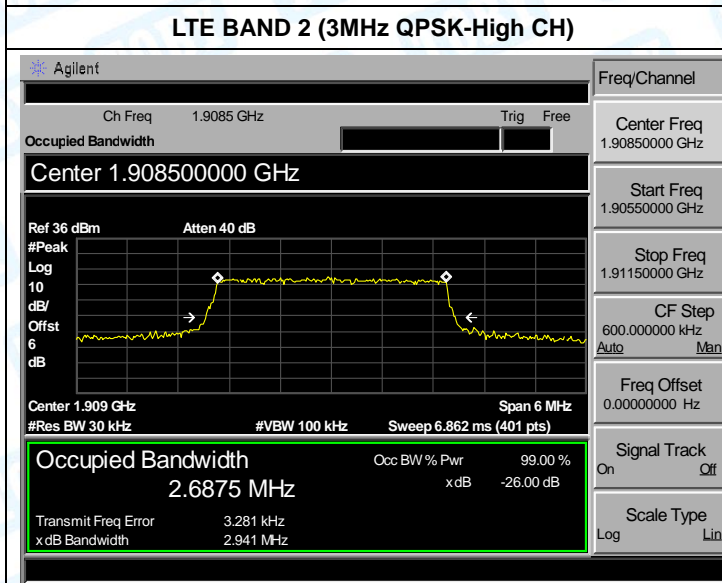 LTE BAND 2 (3MHz QPSK-High CH)
Agilent
Freq/Channel
Ch Freq 1.9085 GHz Trig Free
Occupied Bandwidth
Center 1.908500000 GHz
Ref 36 dBm Atten 40 dB
#Peak
Log
10
dB/
Offst
6
dB
Center 1.909 GHz Span 6 MHz
#Res BW 30 kHz #VBW 100 kHz Sweep 6.862 ms (401 pts)
Occupied Bandwidth Occ BW % Pwr 99.00 %
2.6875 MHz x dB -26.00 dB
Transmit Freq Error 3.281 kHz
x dB Bandwidth 2.941 MHz
Center Freq
1.90850000 GHz
Start Freq
1.90550000 GHz
Stop Freq
1.91150000 GHz
CF Step
600.000000 kHz
Auto Man
Freq Offset
0.00000000 Hz
Signal Track
On Off
Scale Type
Log Lin